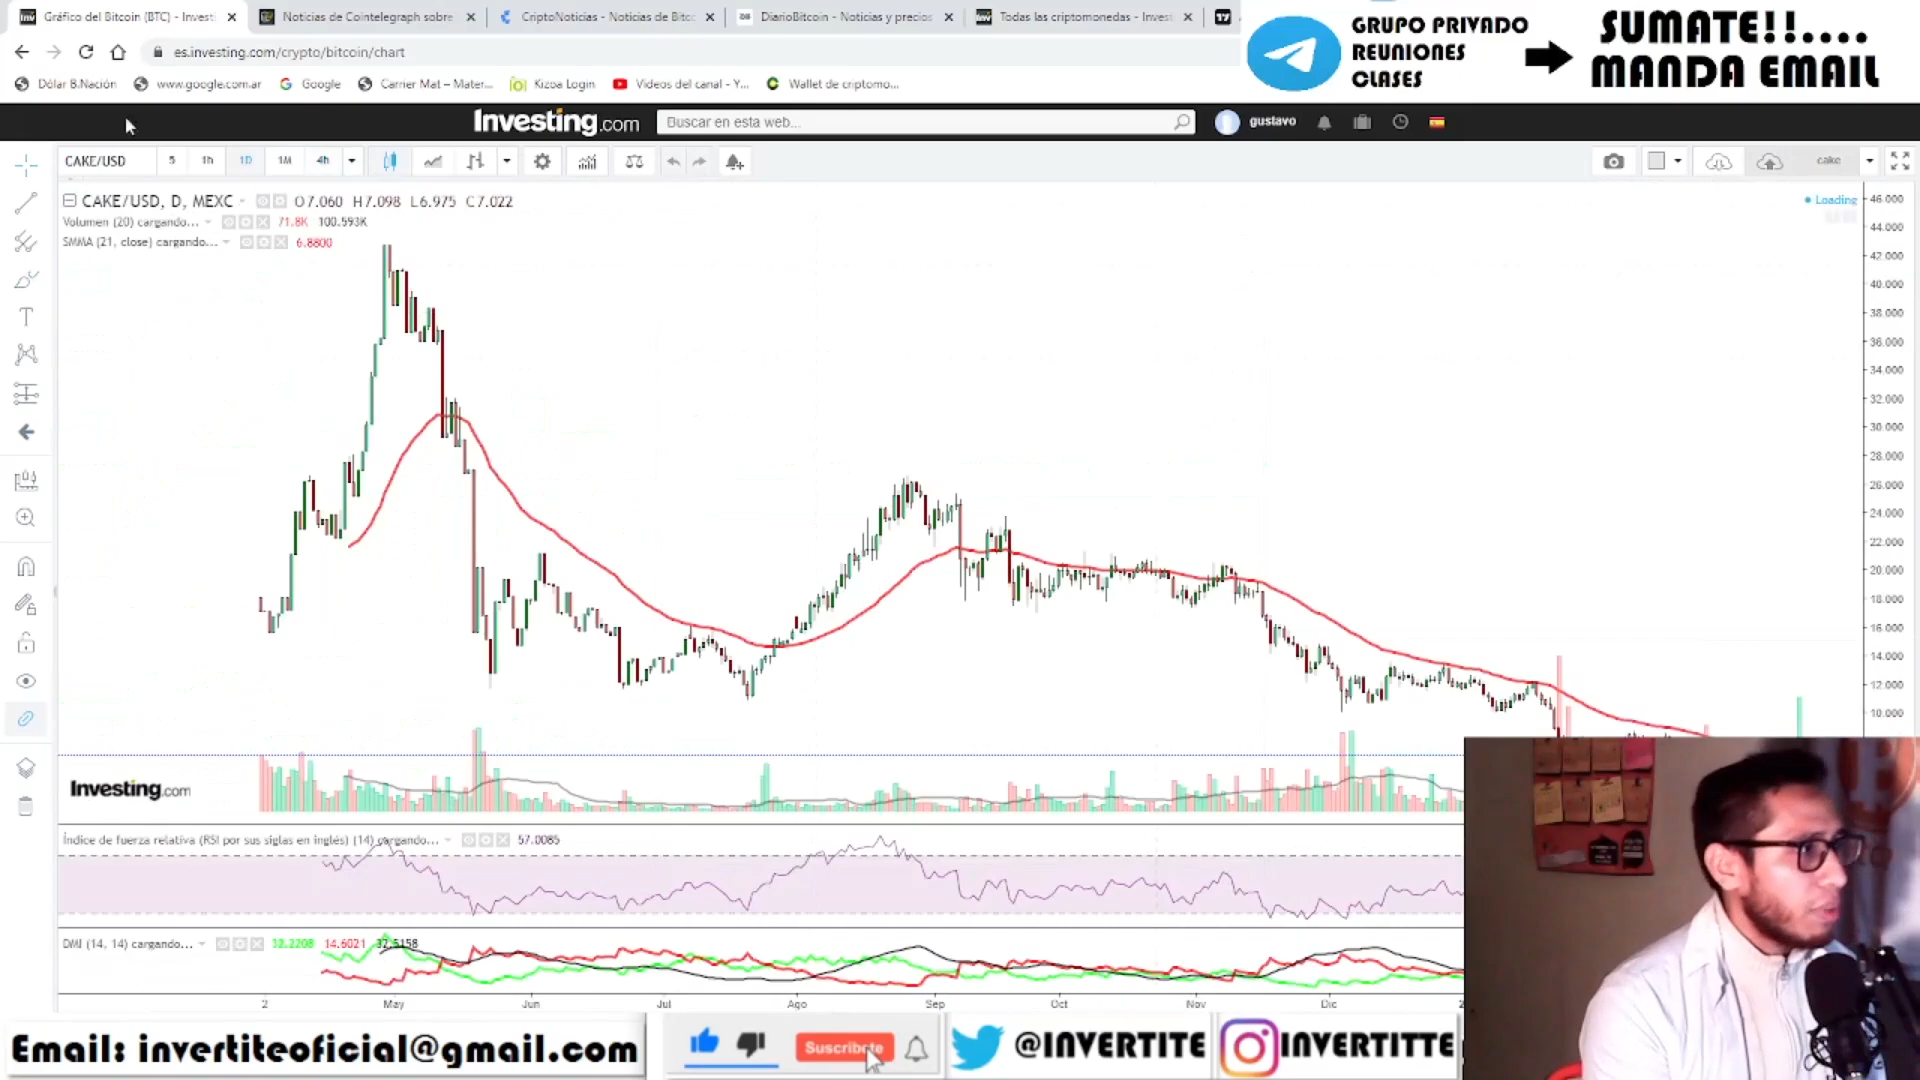 Gráfico del Bitcoin (BTC) - Investi
Noticias de Cointelegraph sobre
CriptoNoticias - Noticias de Bitco
DiarioBitcoin - Noticias y precios
Todas las criptomonedas - Invest
es.investing.com/crypto/bitcoin/chart
Dólar B.Nación
www.google.com.ar
Google
Carrier Mat – Mater...
Kizoa Login
Videos del canal - Y...
Wallet de criptomo...
GRUPO PRIVADO
REUNIONES
CLASES
SUMATE!!....
MANDA EMAIL
Investing.com
Buscar en esta web...
gustavo
CAKE/USD
5
1h
1D
1M
4h
cake
CAKE/USD, D, MEXC
O7.060 H7.098 L6.975 C7.022
Volumen (20) cargando...
71.8K 100.593K
SMMA (21, close) cargando...
6.8800
Loading
46.000
44.000
42.000
40.000
38.000
36.000
34.000
32.000
30.000
28.000
26.000
24.000
22.000
20.000
18.000
16.000
14.000
12.000
10.000
Investing.com
Índice de fuerza relativa (RSI por sus siglas en inglés) (14) cargando...
57.0085
DMI (14, 14) cargando...
14.6021
32.5158
2
May
Jun
Jul
Ago
Sep
Oct
Nov
Dic
Email: invertiteoficial@gmail.com
Suscribete
@INVERTITE
INVERTITTE